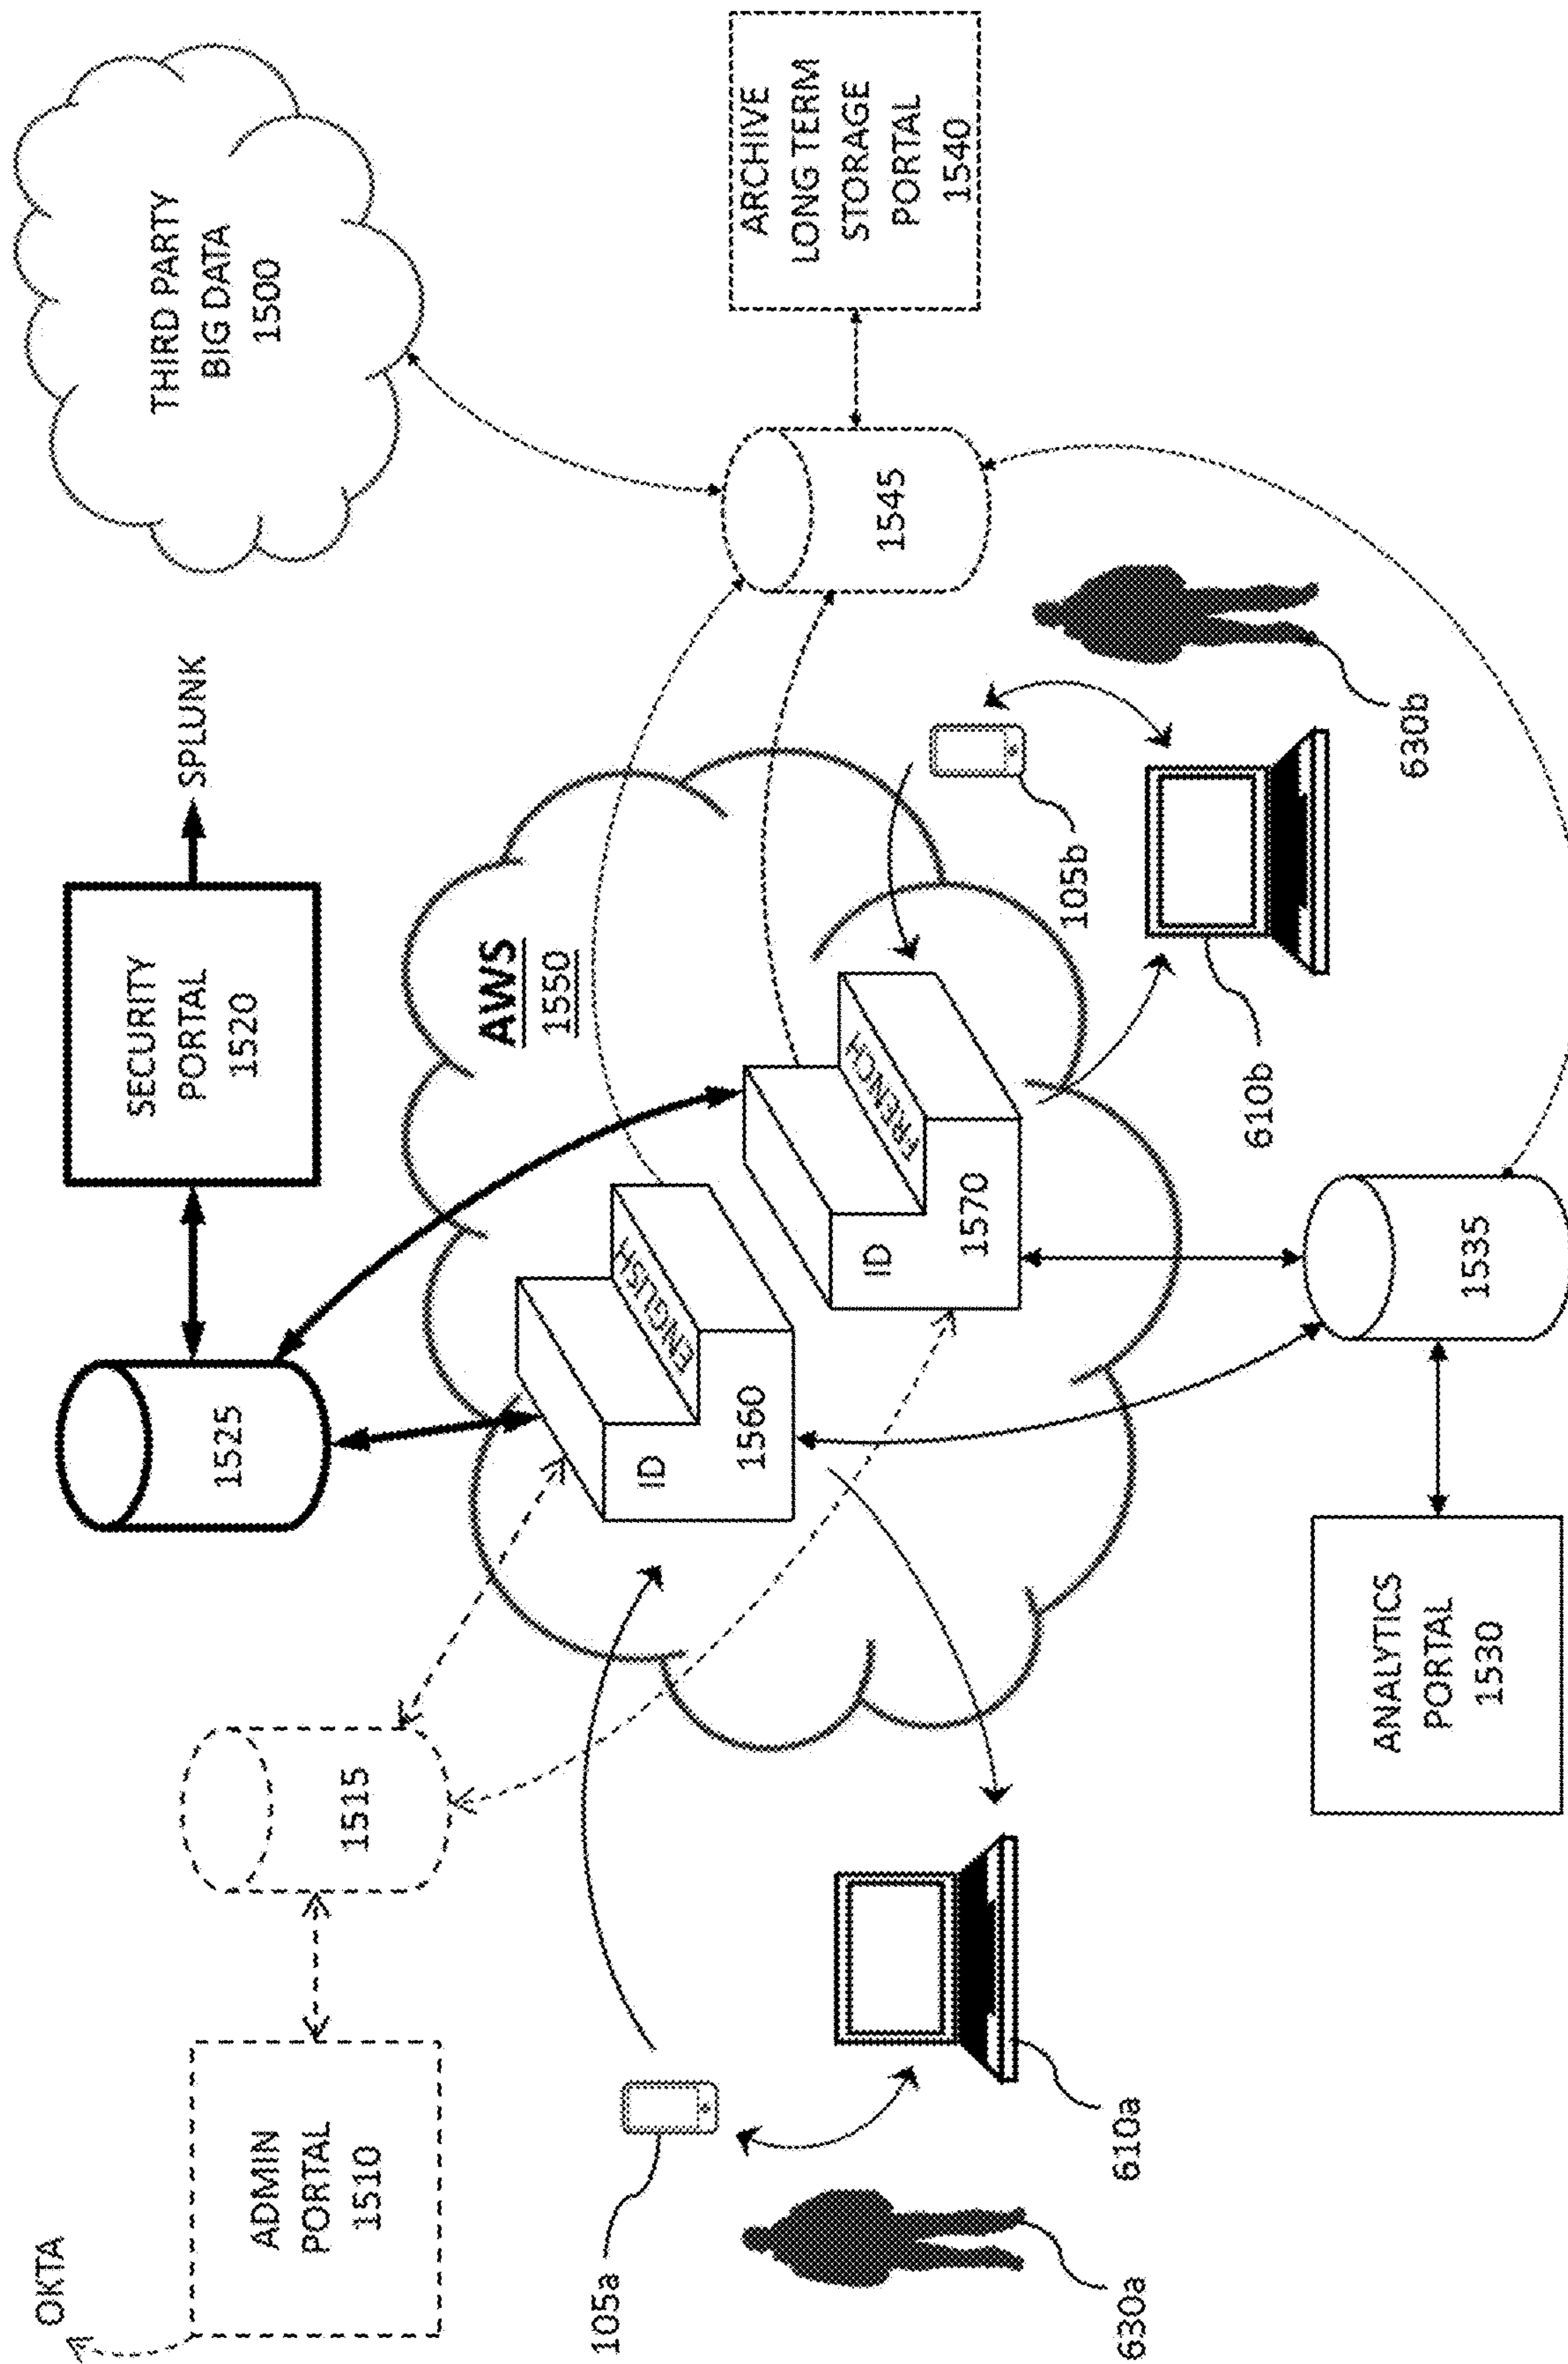 OKTA
ADMIN
PORTAL
1510
1515
1525
SECURITY
PORTAL
1520
SPLUNK
THIRD PARTY
BIG DATA
1500
AWS
1550
ID
ENGLISH
1560
ID
FRENCH
1570
1545
ARCHIVE
LONG TERM
STORAGE
PORTAL
1540
105a
610a
630a
105b
610b
630b
ANALYTICS
PORTAL
1530
1535